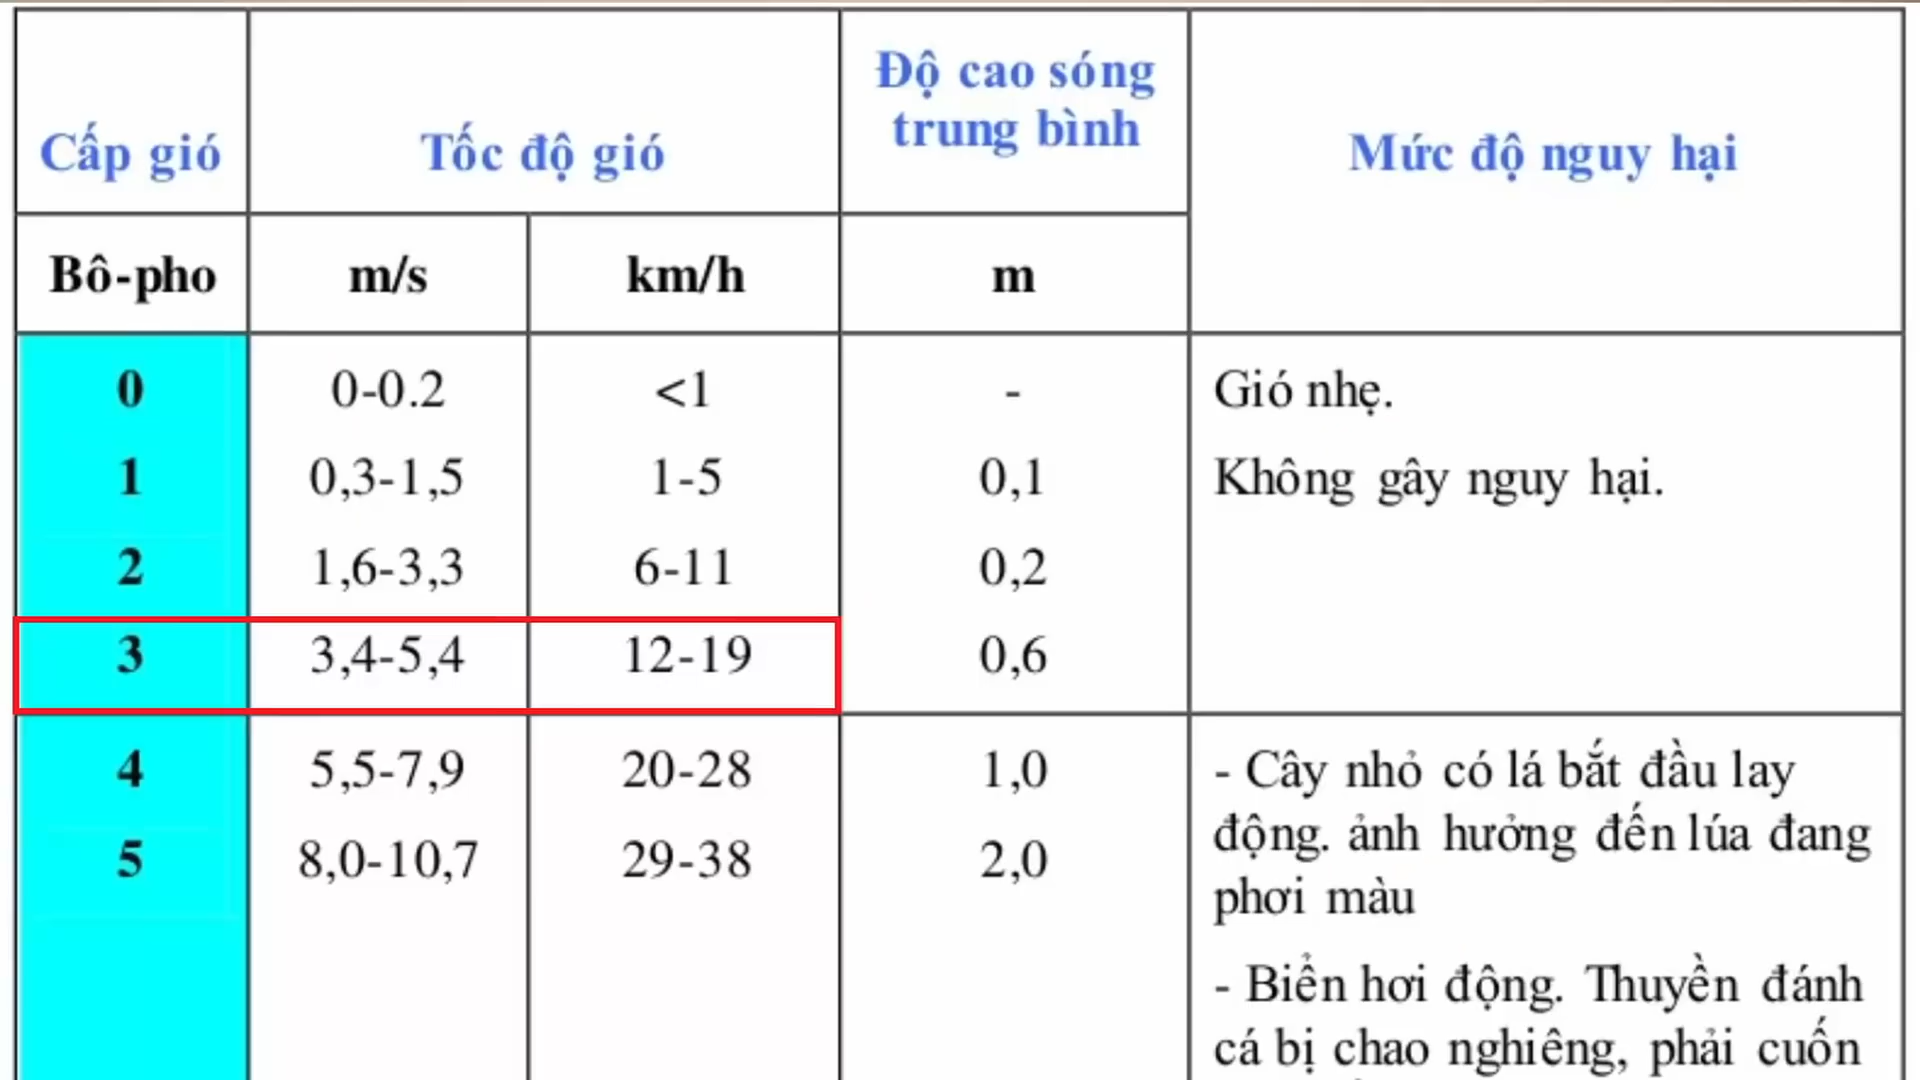 Cấp gió Tốc độ gió Độ cao sóng Mức độ nguy hại
trung bình
Bô-pho m/s km/h m
0 0-0.2 <1 - Gió nhẹ.
1 0,3-1,5 1-5 0,1 Không gây nguy hại.
2 1,6-3,3 6-11 0,2
3 3,4-5,4 12-19 0,6
4 5,5-7,9 20-28 1,0 - Cây nhỏ có lá bắt đầu lay
động. ảnh hưởng đến lúa đang
5 8,0-10,7 29-38 2,0
phơi màu
- Biển hơi động. Thuyền đánh
cá bị chao nghiêng, phải cuốn